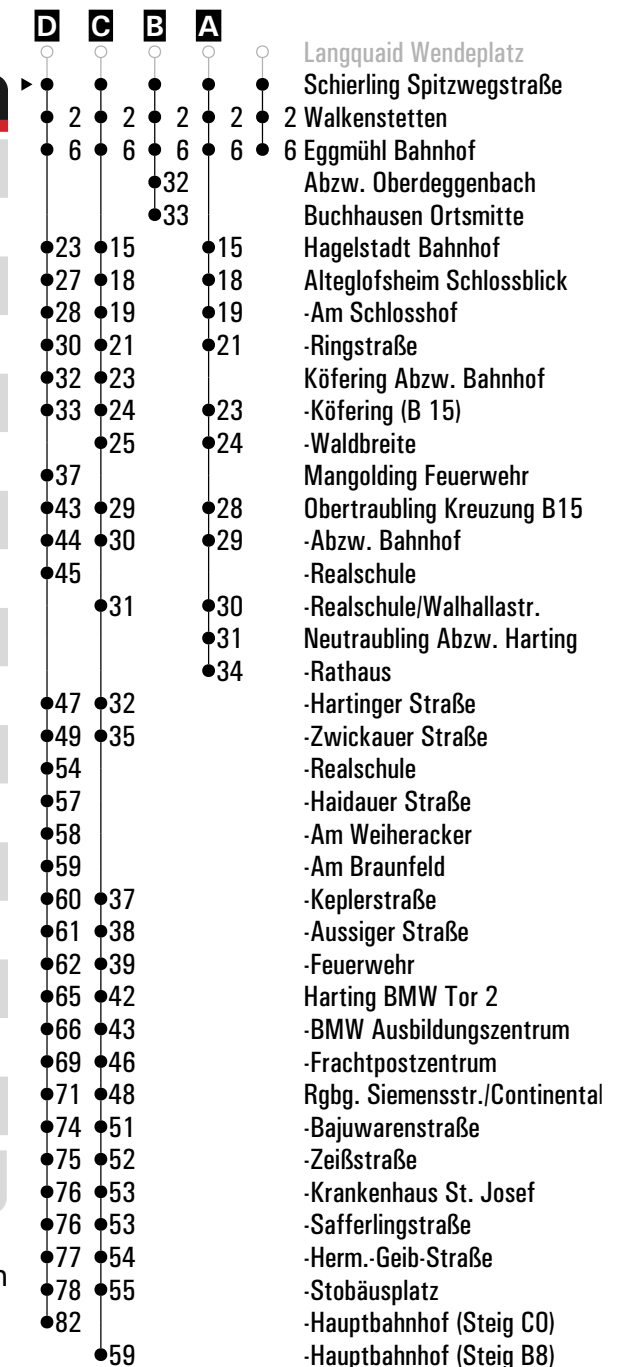 D C B A
Langquaid Wendeplatz
Schierling Spitzwegstraße
2 2 2 2 2 Walkenstetten
6 6 6 6 6 Eggmühl Bahnhof
32 Abzw. Oberdeggenbach
33 Buchhausen Ortsmitte
23 15 15 Hagelstadt Bahnhof
27 18 18 Alteglofsheim Schlossblick
28 19 19 -Am Schlosshof
30 21 21 -Ringstraße
32 23 Köfering Abzw. Bahnhof
33 24 23 -Köfering (B 15)
25 24 -Waldbreite
37 Mangolding Feuerwehr
43 29 28 Obertraubling Kreuzung B15
44 30 29 -Abzw. Bahnhof
45 -Realschule
31 30 -Realschule/Walhallastr.
31 Neutraubling Abzw. Harting
34 -Rathaus
47 32 -Hartinger Straße
49 35 -Zwickauer Straße
54 -Realschule
57 -Haidauer Straße
58 -Am Weiheracker
59 -Am Braunfeld
60 37 -Keplerstraße
61 38 -Aussiger Straße
62 39 -Feuerwehr
65 42 Harting BMW Tor 2
66 43 -BMW Ausbildungszentrum
69 46 -Frachtpostzentrum
71 48 Rgbg. Siemensstr./Continental
74 51 -Bajuwarenstraße
75 52 -Zeißstraße
76 53 -Krankenhaus St. Josef
76 53 -Safferlingstraße
77 54 -Herm.-Geib-Straße
78 55 -Stobäusplatz
82 -Hauptbahnhof (Steig C0)
59 -Hauptbahnhof (Steig B8)